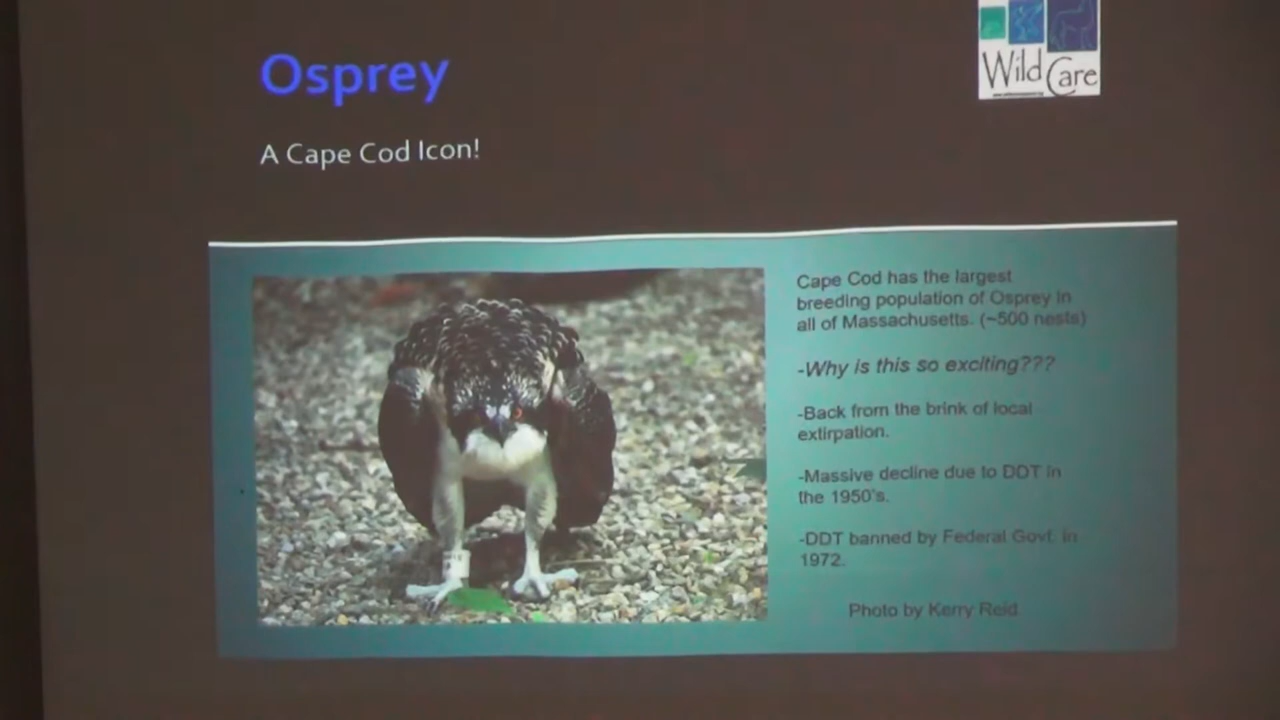 Osprey
A Cape Cod Icon!
Wild Care
Cape Cod has the largest
breeding population of Osprey in
all of Massachusetts. (~500 nests)
-Why is this so exciting???
-Back from the brink of local
extirpation.
-Massive decline due to DDT in
the 1950's.
-DDT banned by Federal Govt. in
1972.
Photo by Kerry Reid